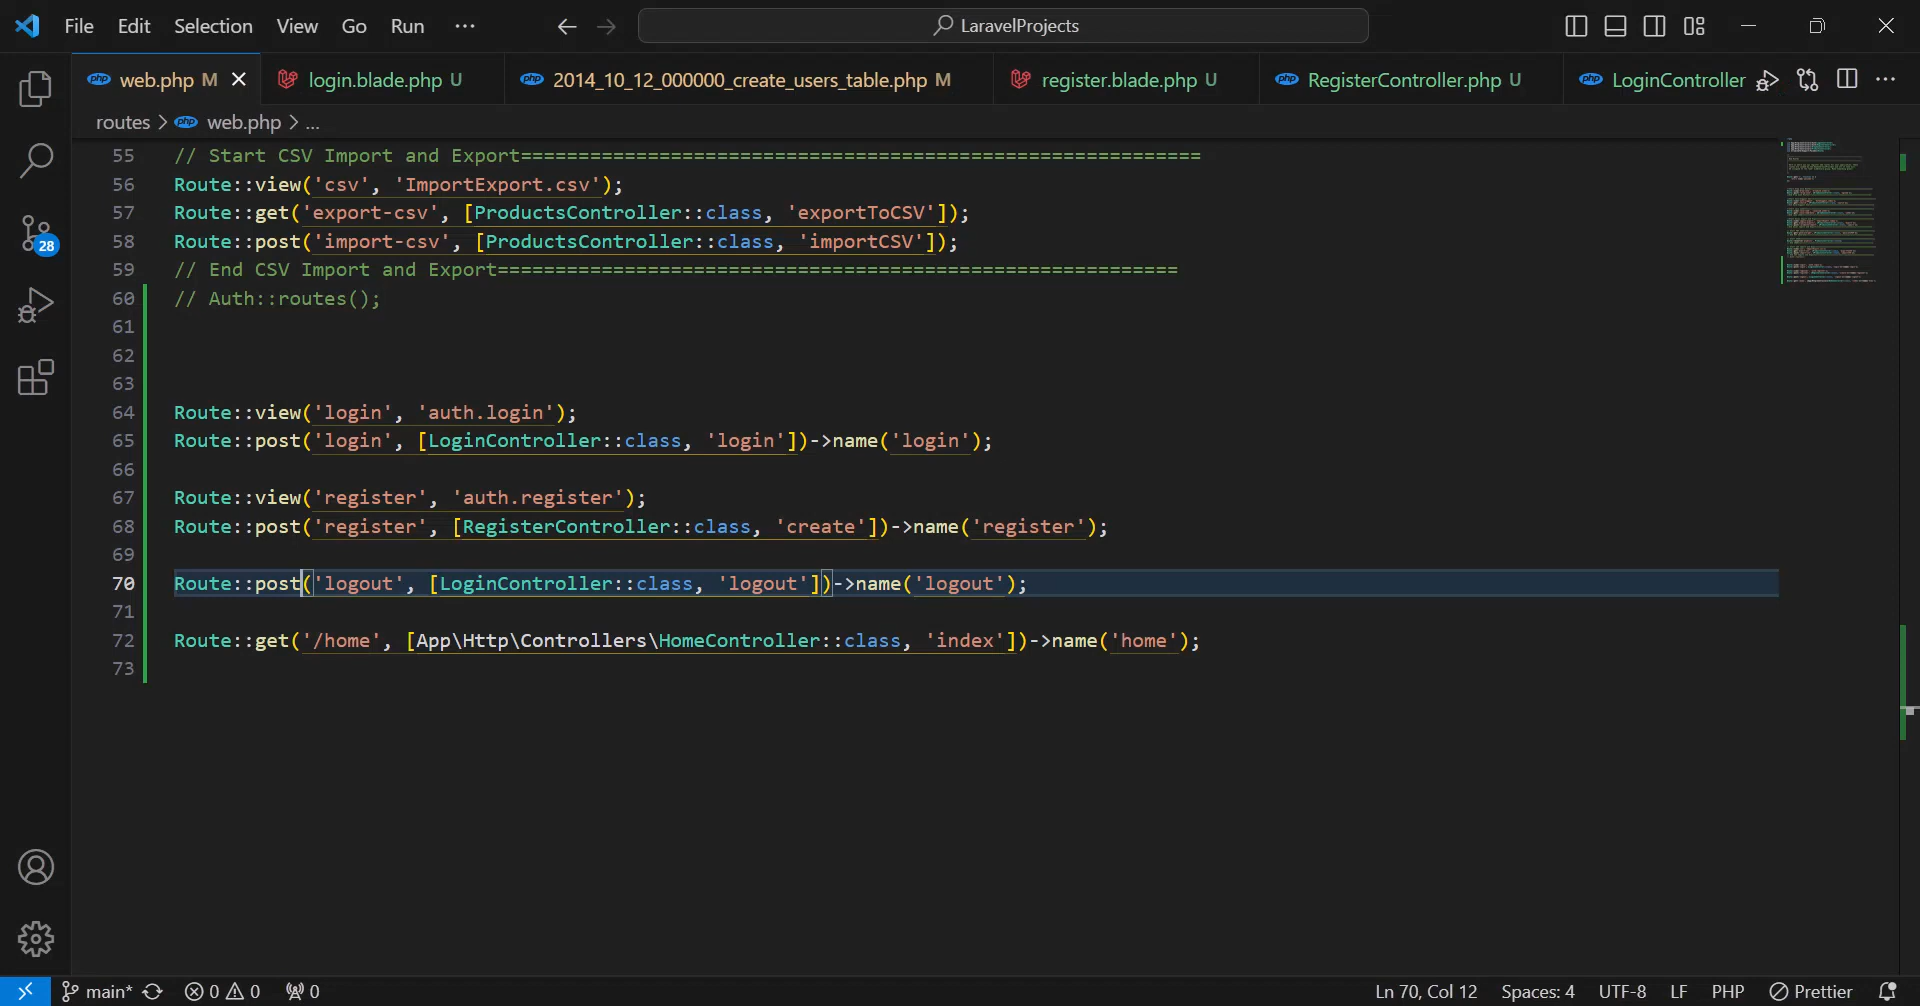 File Edit Selection View Go Run ··· LaravelProjects
web.php M login.blade.php U 2014_10_12_000000_create_users_table.php M register.blade.php U RegisterController.php U LoginController
routes > web.php > ...
55 // Start CSV Import and Export===========================================================
56 Route::view('csv', 'ImportExport.csv');
57 Route::get('export-csv', [ProductsController::class, 'exportToCSV']);
58 Route::post('import-csv', [ProductsController::class, 'importCSV']);
59 // End CSV Import and Export===========================================================
60 // Auth::routes();
61
62
63
64 Route::view('login', 'auth.login');
65 Route::post('login', [LoginController::class, 'login'])->name('login');
66
67 Route::view('register', 'auth.register');
68 Route::post('register', [RegisterController::class, 'create'])->name('register');
69
70 Route::post('logout', [LoginController::class, 'logout'])->name('logout');
71
72 Route::get('/home', [App\Http\Controllers\HomeController::class, 'index'])->name('home');
73
28
main* 0 0 0 Ln 70, Col 12 Spaces: 4 UTF-8 LF PHP Prettier